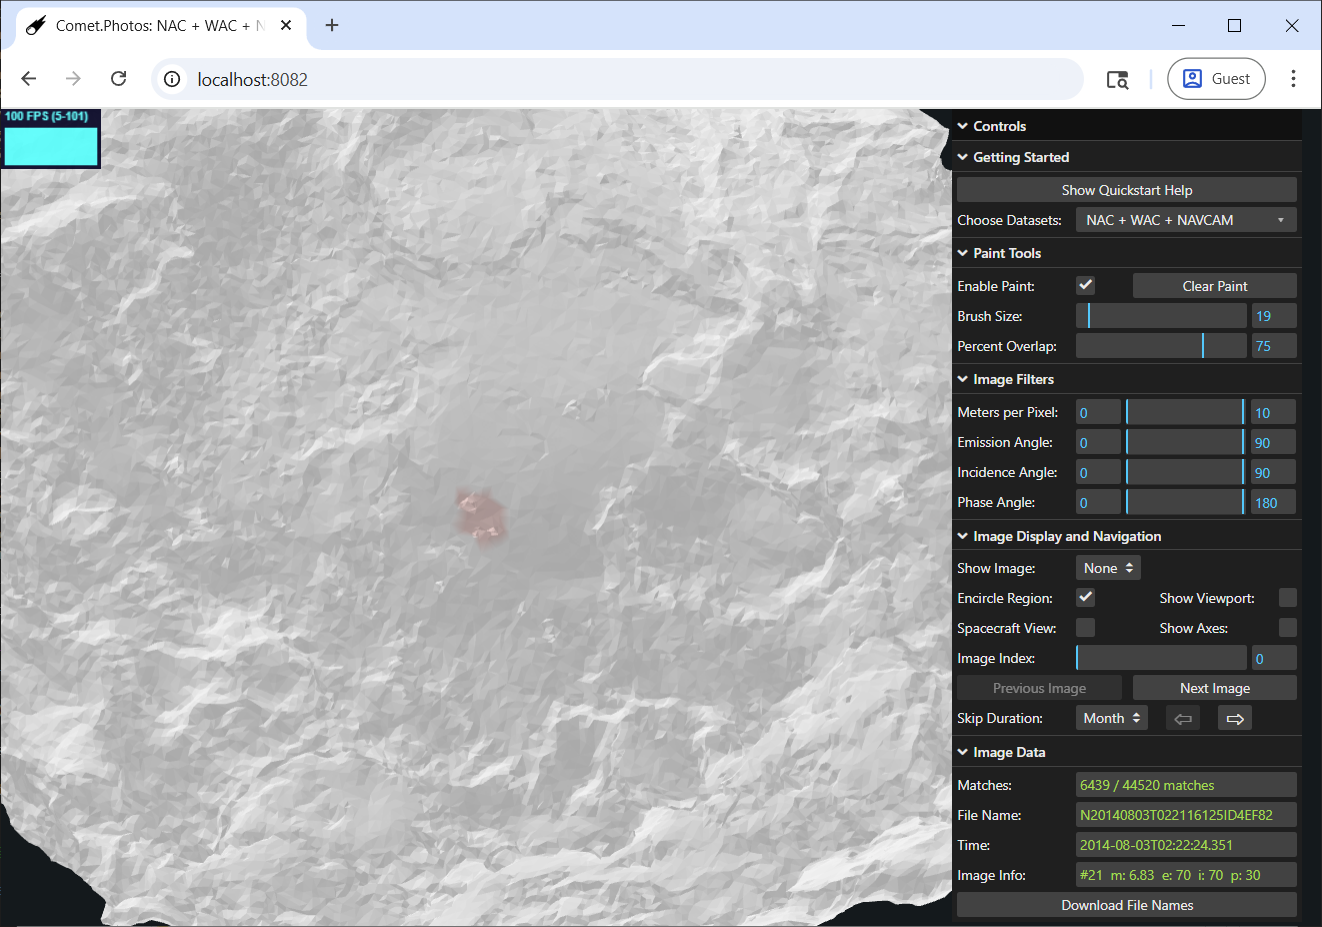 Comet.Photos: NAC + WAC + N
localhost:8082
Guest
100 FPS (5-101)
Controls
Getting Started
Show Quickstart Help
Choose Datasets: NAC + WAC + NAVCAM
Paint Tools
Enable Paint: Clear Paint
Brush Size: 19
Percent Overlap: 75
Image Filters
Meters per Pixel: 0 10
Emission Angle: 0 90
Incidence Angle: 0 90
Phase Angle: 0 180
Image Display and Navigation
Show Image: None
Encircle Region: Show Viewport:
Spacecraft View: Show Axes:
Image Index: 0
Previous Image Next Image
Skip Duration: Month
Image Data
Matches: 6439 / 44520 matches
File Name: N20140803T022116125ID4EF82
Time: 2014-08-03T02:22:24.351
Image Info: #21 m: 6.83 e: 70 i: 70 p: 30
Download File Names